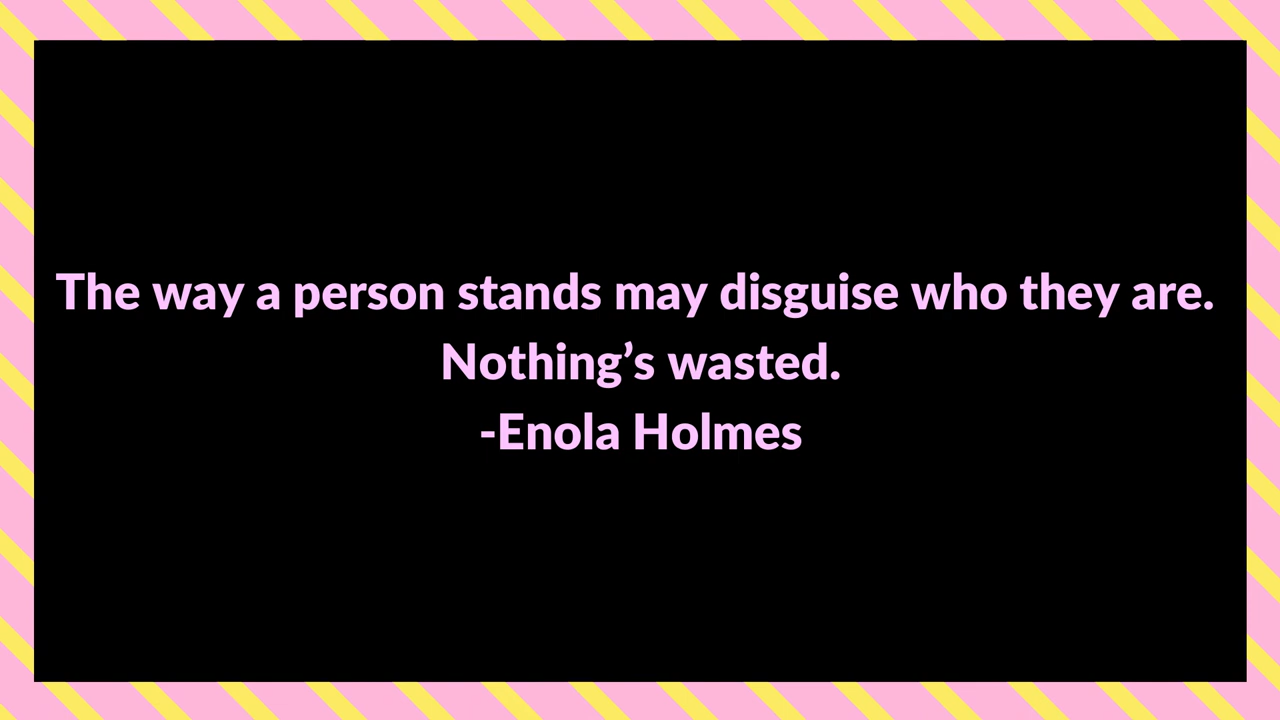 The way a person stands may disguise who they are.
Nothing’s wasted.
-Enola Holmes